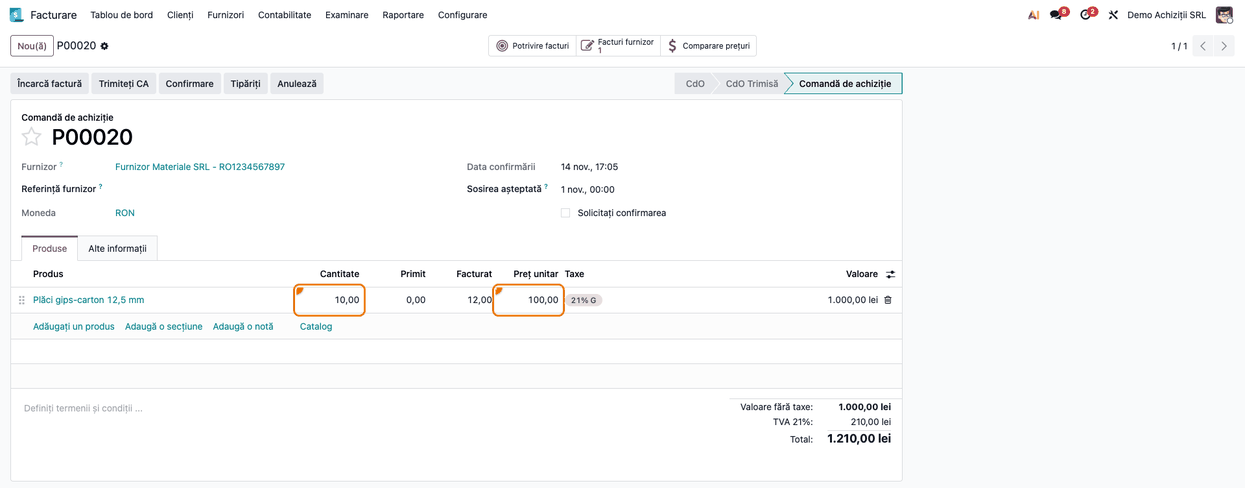 Facturare Tablou de bord Clienți Furnizori Contabilitate Examinare Raportare Configurare AI 8 2 Demo Achiziții SRL
Nou(ă) P00020 Potrivire facturi Facturi furnizor 1 Comparare prețuri 1 / 1
Încarcă factură Trimiteți CA Confirmare Tipăriți Anulează CdO CdO Trimisă Comandă de achiziție
Comandă de achiziție
P00020
Furnizor ? Furnizor Materiale SRL - RO1234567897 Data confirmării 14 nov., 17:05
Referință furnizor ? Sosirea așteptată ? 1 nov., 00:00
Moneda RON Solicitați confirmarea
Produse Alte informații
Produs Cantitate Primit Facturat Preț unitar Taxe Valoare
Plăci gips-carton 12,5 mm 10,00 0,00 12,00 100,00 21% G 1.000,00 lei
Adăugați un produs Adaugă o secțiune Adaugă o notă Catalog
Definiți termenii și condiții ... Valoare fără taxe: 1.000,00 lei
TVA 21%: 210,00 lei
Total: 1.210,00 lei